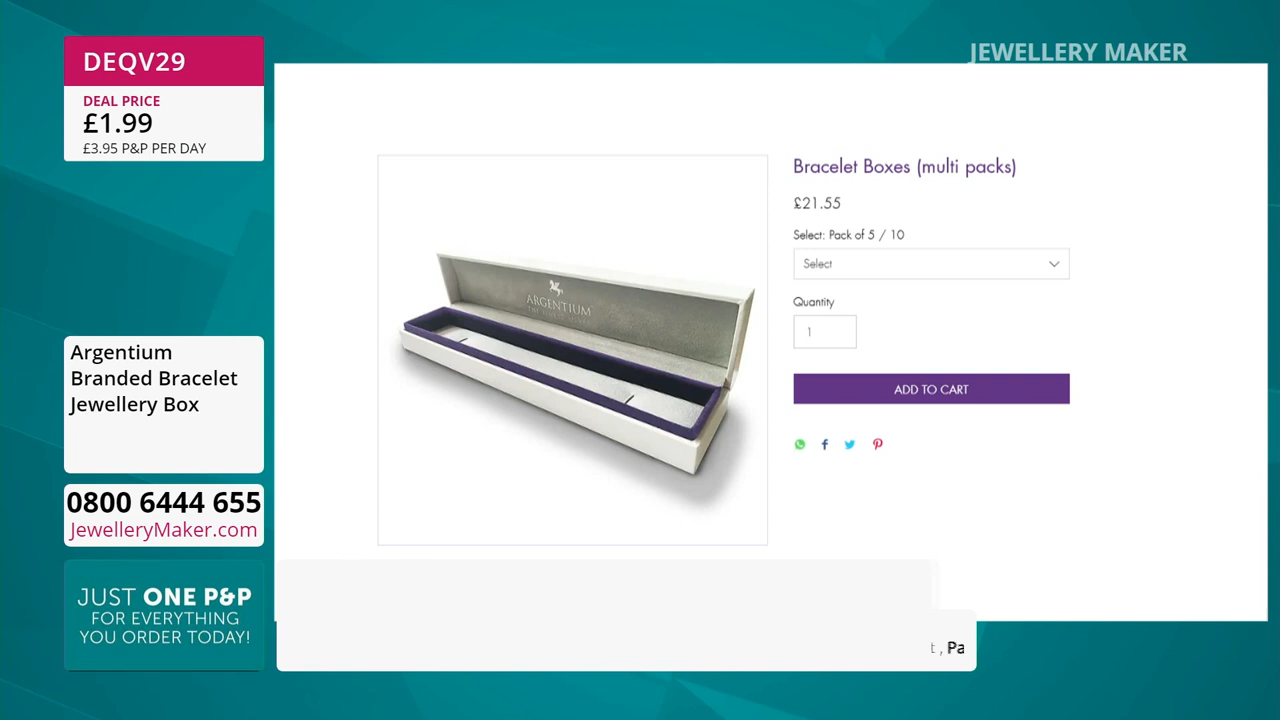 DEQV29
DEAL PRICE
£1.99
£3.95 P&P PER DAY
JEWELLERY MAKER
Bracelet Boxes (multi packs)
£21.55
Select: Pack of 5 / 10
Select
Quantity
1
ADD TO CART
ARGENTIUM
Argentium
Branded Bracelet
Jewellery Box
0800 6444 655
JewelleryMaker.com
JUST ONE P&P
FOR EVERYTHING
YOU ORDER TODAY!
t , Pa